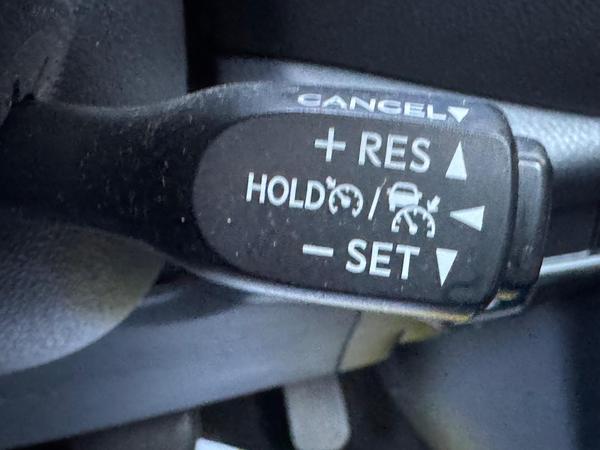 CANCEL▼
+ RES ▲
HOLD / ◀
− SET ▼